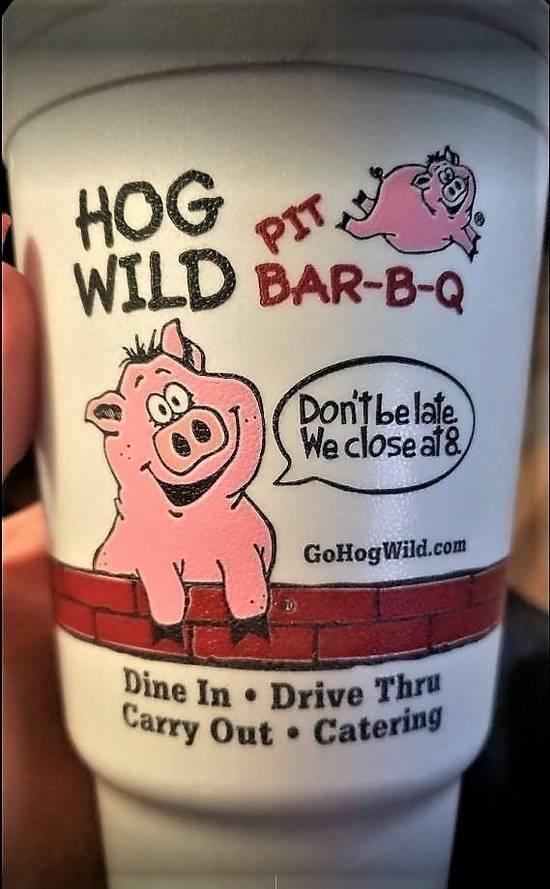 HOG
WILD
PIT
BAR-B-Q
®
Don't be late.
We close at 8.
GoHogWild.com
Dine In • Drive Thru
Carry Out • Catering